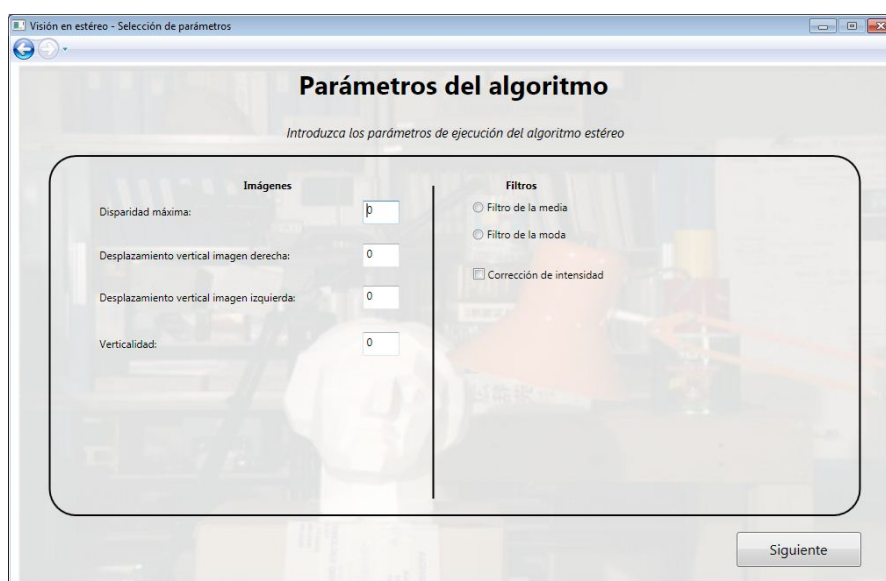 Visión en estéreo - Selección de parámetros
Parámetros del algoritmo
Introduzca los parámetros de ejecución del algoritmo estéreo
Imágenes
Disparidad máxima: 0
Desplazamiento vertical imagen derecha: 0
Desplazamiento vertical imagen izquierda: 0
Verticalidad: 0
Filtros
Filtro de la media
Filtro de la moda
Corrección de intensidad
Siguiente